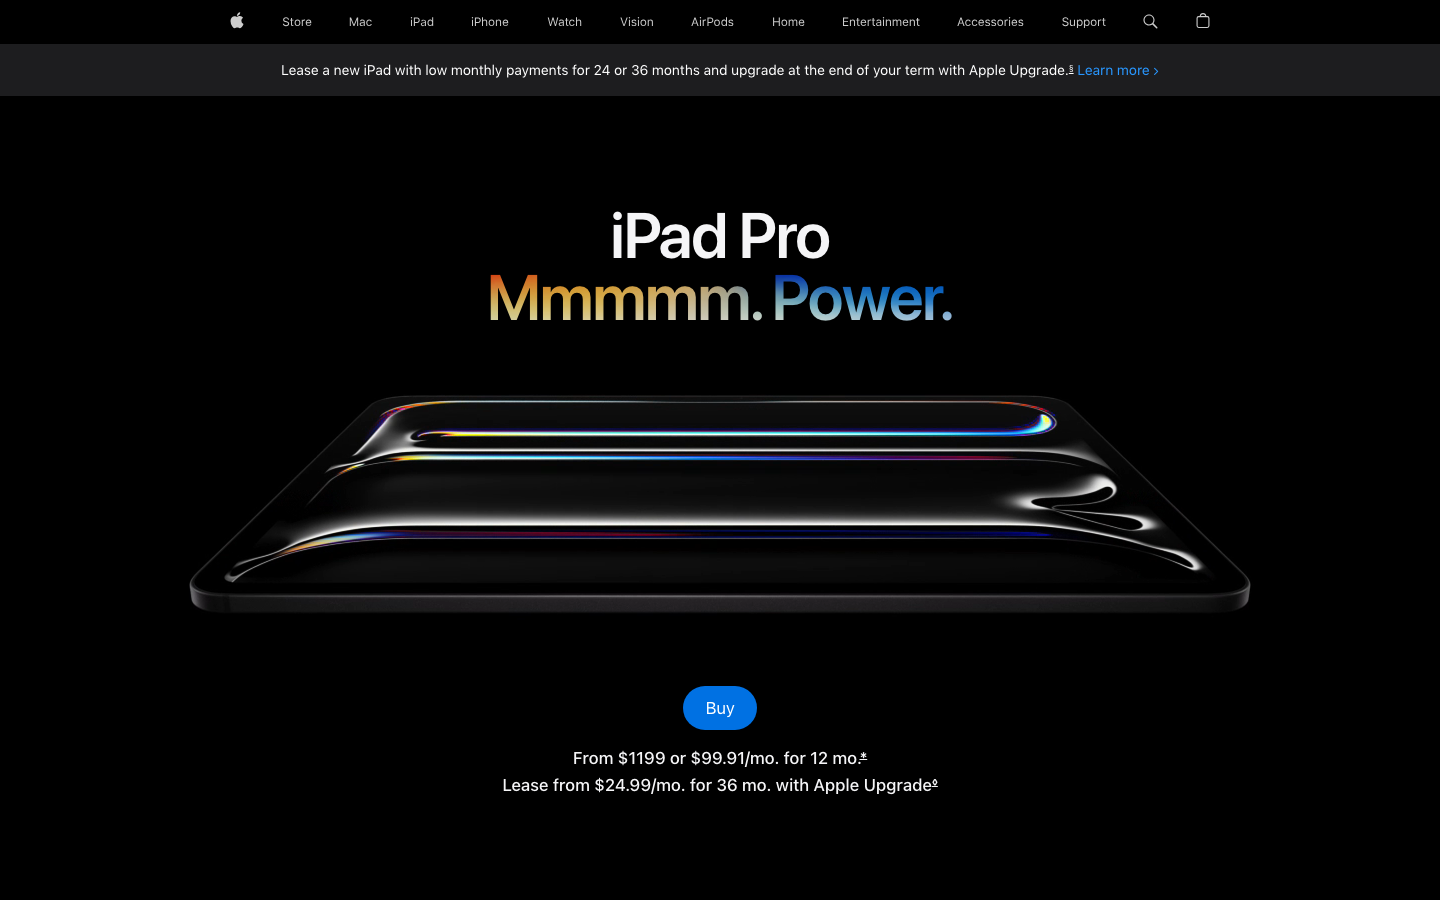 Store Mac iPad iPhone Watch Vision AirPods Home Entertainment Accessories Support
Lease a new iPad with low monthly payments for 24 or 36 months and upgrade at the end of your term with Apple Upgrade.§ Learn more >
iPad Pro
Mmmmm. Power.
Buy
From $1199 or $99.91/mo. for 12 mo.*
Lease from $24.99/mo. for 36 mo. with Apple Upgrade◊